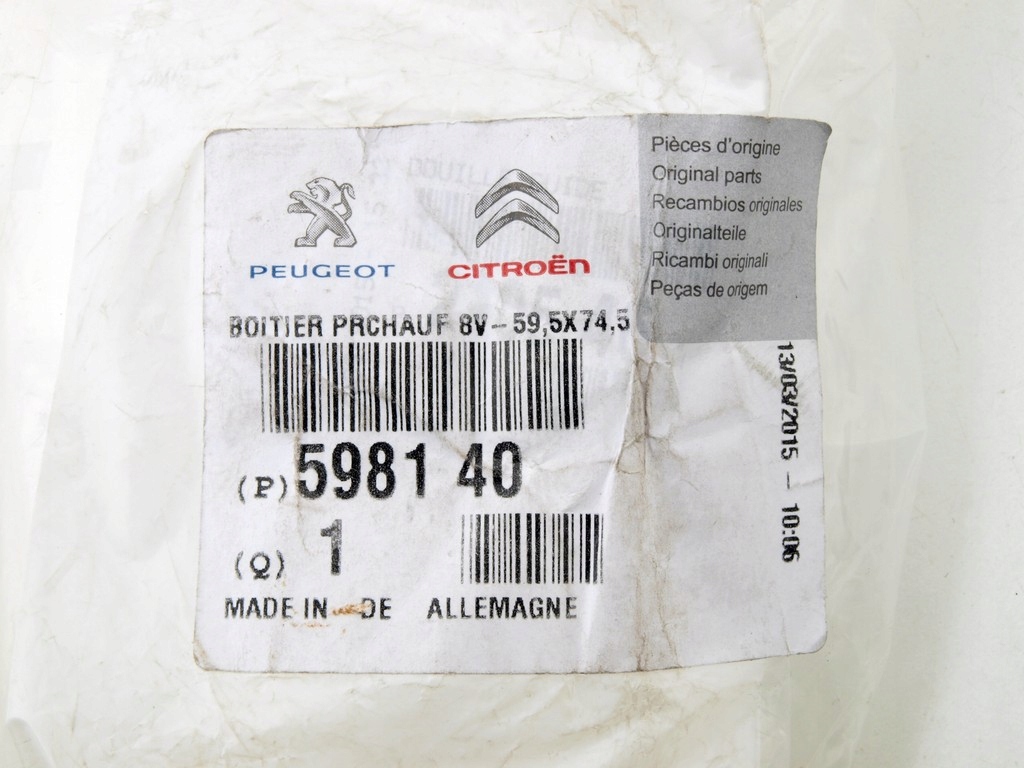 PEUGEOT
CITROËN
Pièces d'origine
Original parts
Recambios originales
Originalteile
Ricambi originali
Peças de origem
BOITIER PRCHAUF 8V-59,5X74,5
(P) 5981 40
(Q) 1
MADE IN DE ALLEMAGNE
13/03/2015 - 10:06